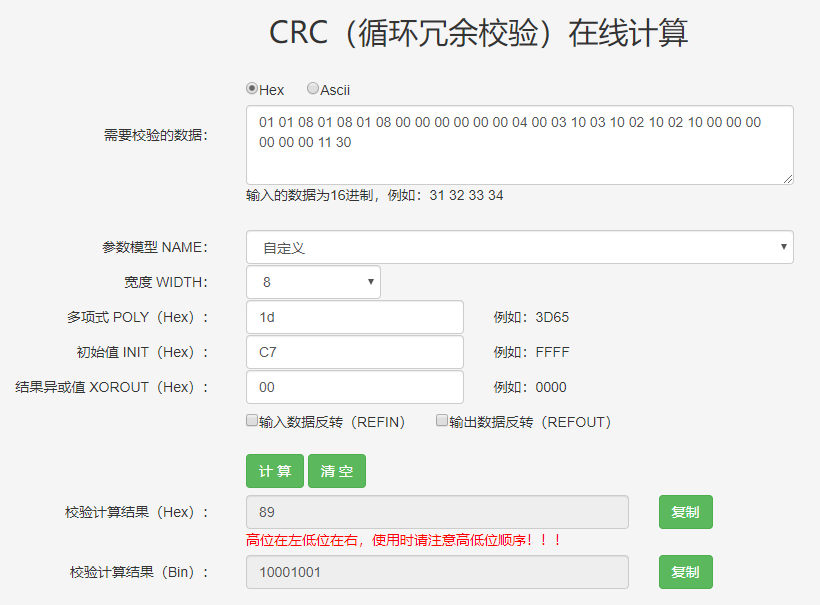 CRC（循环冗余校验）在线计算
Hex Ascii
需要校验的数据：
01 01 08 01 08 01 08 00 00 00 00 00 00 04 00 03 10 03 10 02 10 02 10 00 00 00
00 00 00 11 30
输入的数据为16进制，例如：31 32 33 34
参数模型 NAME： 自定义
宽度 WIDTH： 8
多项式 POLY（Hex）： 1d 例如：3D65
初始值 INIT（Hex）： C7 例如：FFFF
结果异或值 XOROUT（Hex）： 00 例如：0000
输入数据反转（REFIN） 输出数据反转（REFOUT）
计 算 清 空
校验计算结果（Hex）： 89 复制
高位在左低位在右，使用时请注意高低位顺序！！！
校验计算结果（Bin）： 10001001 复制